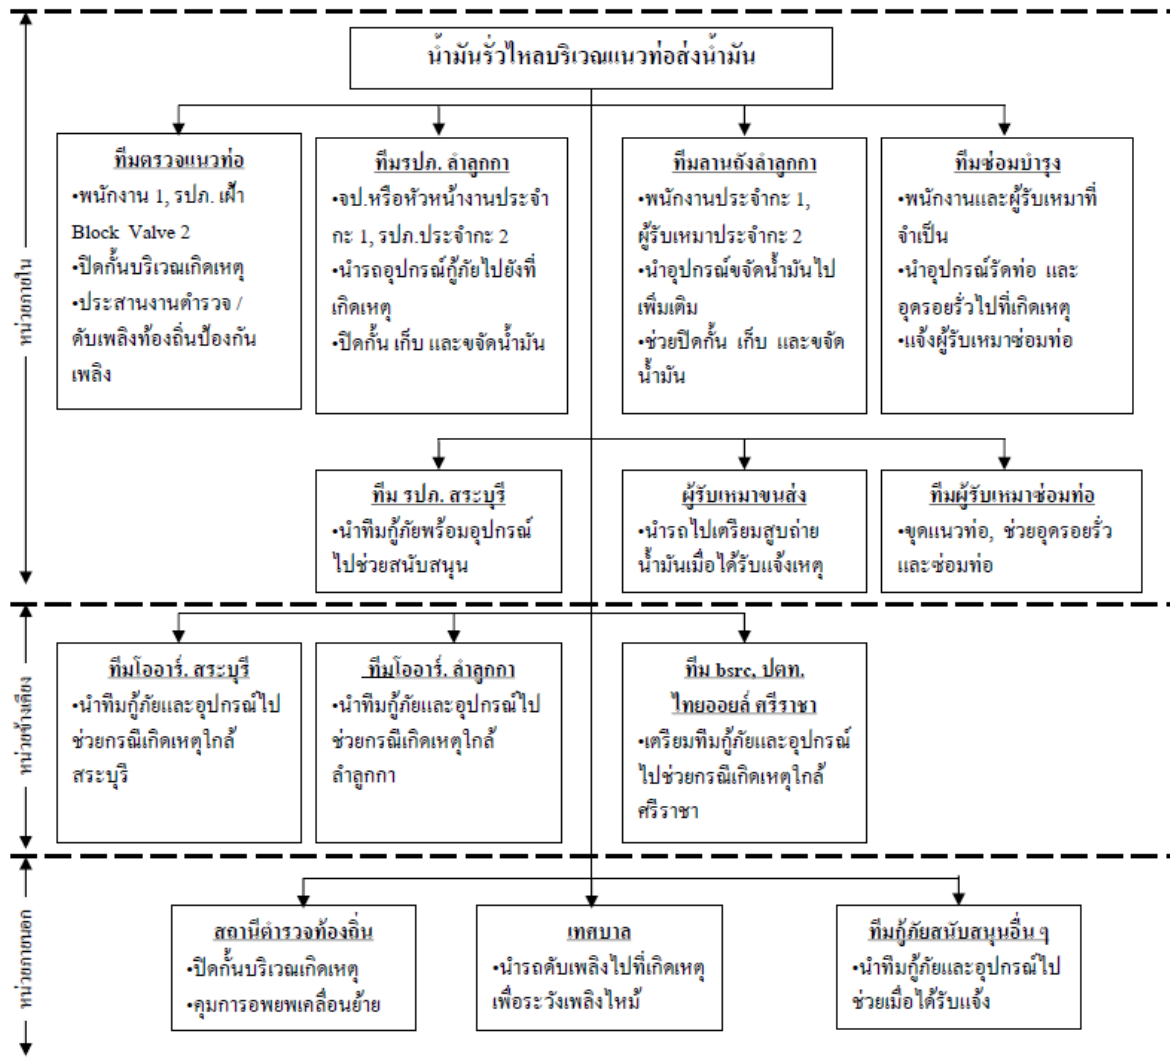 น้ำมันรั่วไหลบริเวณแนวท่อส่งน้ำมัน
หน่วยภายใน
ทีมตรวจแนวท่อ
•พนักงาน 1, รปภ. เฝ้า
Block Valve 2
•ปิดกั้นบริเวณเกิดเหตุ
•ประสานงานตำรวจ /
ดับเพลิงท้องถิ่นป้องกัน
เพลิง
ทีมรปภ. ลำลูกกา
•จป.หรือหัวหน้างานประจำ
กะ 1, รปภ.ประจำกะ 2
•นำรถอุปกรณ์กู้ภัยไปยังที่
เกิดเหตุ
•ปิดกั้น เก็บ และขจัดน้ำมัน
ทีมลานถังลำลูกกา
•พนักงานประจำกะ 1,
ผู้รับเหมาประจำกะ 2
•นำอุปกรณ์ขจัดน้ำมันไป
เพิ่มเติม
•ช่วยปิดกั้น เก็บ และขจัด
น้ำมัน
ทีมซ่อมบำรุง
•พนักงานและผู้รับเหมาที่
จำเป็น
•นำอุปกรณ์รัดท่อ และ
อุดรอยรั่วไปที่เกิดเหตุ
•แจ้งผู้รับเหมาซ่อมท่อ
ทีม รปภ. สระบุรี
•นำทีมกู้ภัยพร้อมอุปกรณ์
ไปช่วยสนับสนุน
ผู้รับเหมาขนส่ง
•นำรถไปเตรียมสูบถ่าย
น้ำมันเมื่อได้รับแจ้งเหตุ
ทีมผู้รับเหมาซ่อมท่อ
•ขุดแนวท่อ, ช่วยอุดรอยรั่ว
และซ่อมท่อ
หน่วยข้างเคียง
ทีมโออาร์. สระบุรี
•นำทีมกู้ภัยและอุปกรณ์ไป
ช่วยกรณีเกิดเหตุใกล้
สระบุรี
ทีมโออาร์. ลำลูกกา
•นำทีมกู้ภัยและอุปกรณ์ไป
ช่วยกรณีเกิดเหตุใกล้
ลำลูกกา
ทีม bsrc, ปตท.
ไทยออยล์ ศรีราชา
•เตรียมทีมกู้ภัยและอุปกรณ์
ไปช่วยกรณีเกิดเหตุใกล้
ศรีราชา
หน่วยภายนอก
สถานีตำรวจท้องถิ่น
•ปิดกั้นบริเวณเกิดเหตุ
•คุมการอพยพเคลื่อนย้าย
เทศบาล
•นำรถดับเพลิงไปที่เกิดเหตุ
เพื่อระวังเพลิงไหม้
ทีมกู้ภัยสนับสนุนอื่น ๆ
•นำทีมกู้ภัยและอุปกรณ์ไป
ช่วยเมื่อได้รับแจ้ง